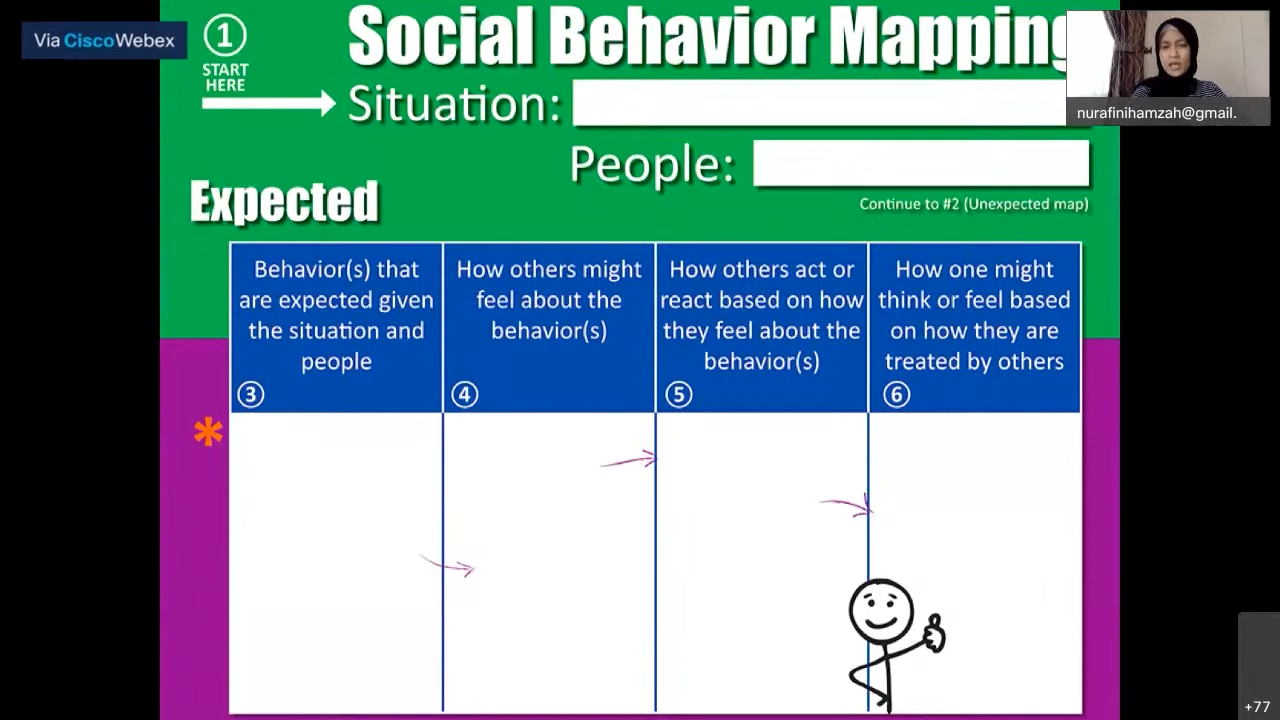 Via Cisco Webex
1
START
HERE
Social Behavior Mapping
Situation:
People:
Continue to #2 (Unexpected map)
Expected
Behavior(s) that
are expected given
the situation and
people
3
How others might
feel about the
behavior(s)
4
How others act or
react based on how
they feel about the
behavior(s)
5
How one might
think or feel based
on how they are
treated by others
6
*
nurafinihamzah@gmail.
+77